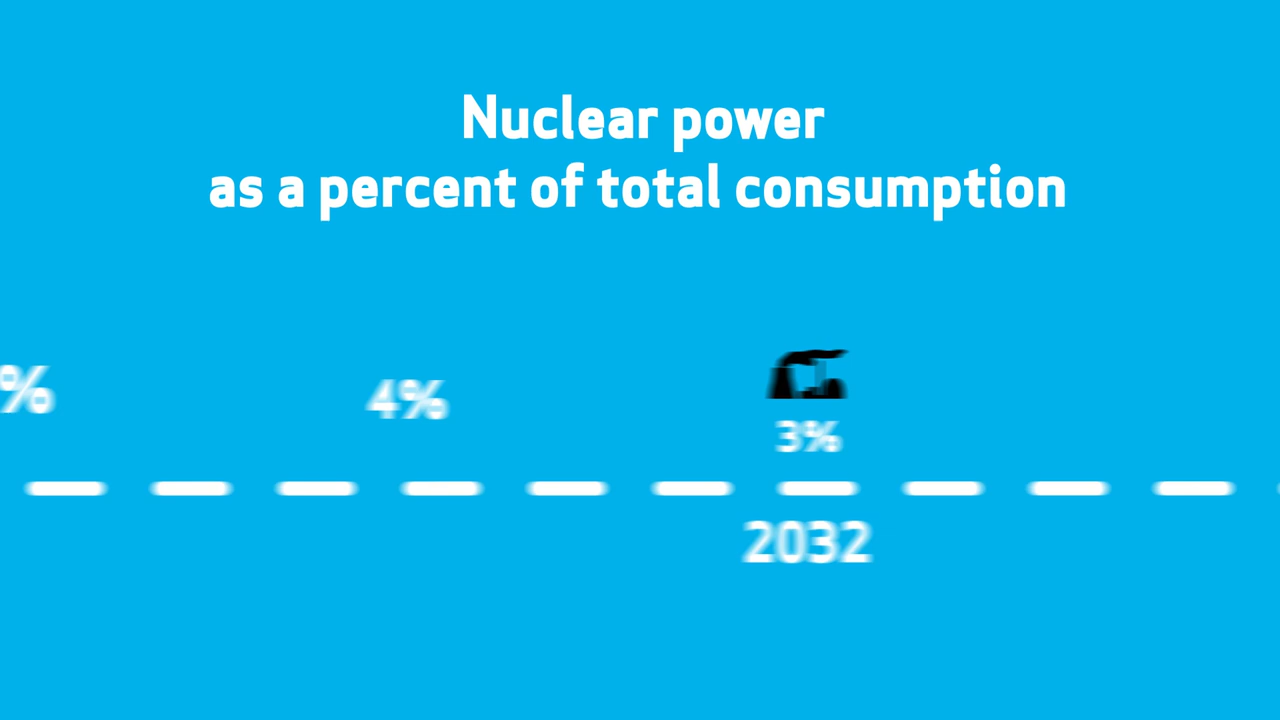 Nuclear power
as a percent of total consumption
%
4%
3%
2032